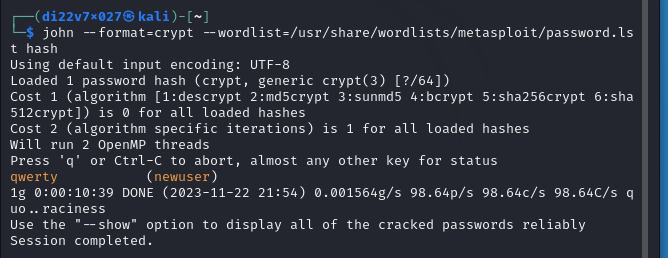 ┌──(di22v7×027㉿kali)-[~]
└─$ john --format=crypt --wordlist=/usr/share/wordlists/metasploit/password.ls
t hash
Using default input encoding: UTF-8
Loaded 1 password hash (crypt, generic crypt(3) [?/64])
Cost 1 (algorithm [1:descrypt 2:md5crypt 3:sunmd5 4:bcrypt 5:sha256crypt 6:sha
512crypt]) is 0 for all loaded hashes
Cost 2 (algorithm specific iterations) is 1 for all loaded hashes
Will run 2 OpenMP threads
Press 'q' or Ctrl-C to abort, almost any other key for status
qwerty           (newuser)
1g 0:00:10:39 DONE (2023-11-22 21:54) 0.001564g/s 98.64p/s 98.64c/s 98.64C/s q
uo..raciness
Use the "--show" option to display all of the cracked passwords reliably
Session completed.